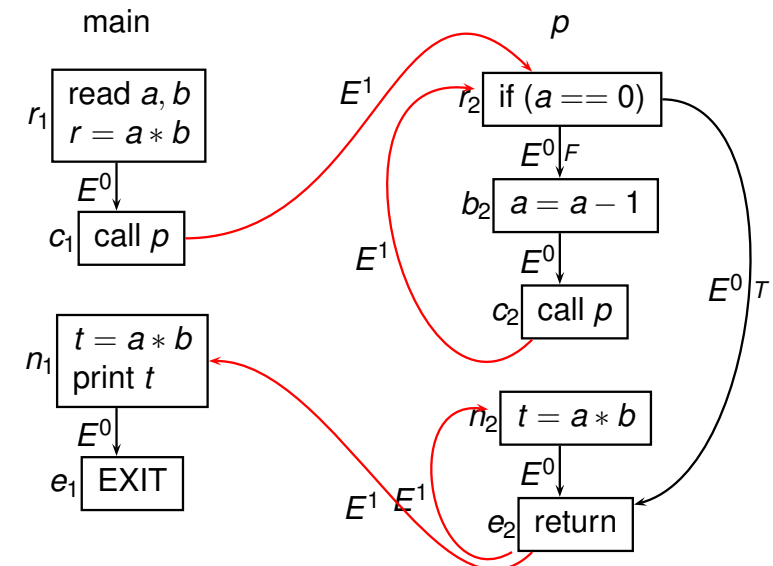 main
p
r₁
read a, b
r = a ∗ b
E⁰
c₁
call p
E¹
r₂
if (a == 0)
E⁰ F
b₂
a = a − 1
E⁰
c₂
call p
E¹
E⁰ T
n₁
t = a ∗ b
print t
E⁰
e₁
EXIT
n₂
t = a ∗ b
E⁰
e₂
return
E¹
E¹